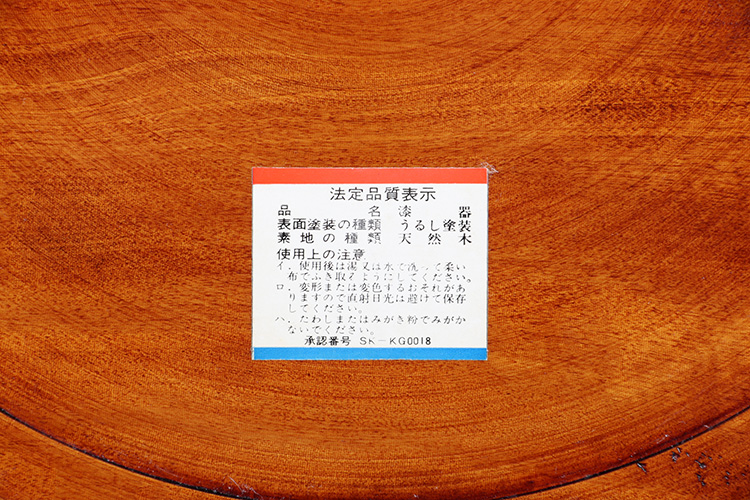 法定品質表示
品名 漆器
表面塗装の種類 うるし塗装
素地の種類 天然木
使用上の注意
イ．使用後は湯又は水で洗って柔い
布でふき取るようにしてください。
ロ．変形または変色するおそれがあ
りますので直射日光は避けて保存
してください。
ハ．たわしまたはみがき粉でみがか
ないでください。
承認番号 SK-KG0018